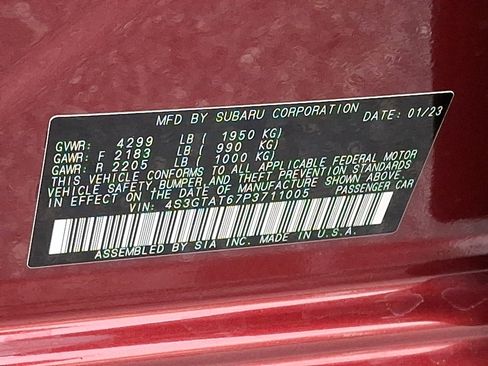 MFD BY SUBARU CORPORATION DATE: 01/23
GVWR: 4299 LB ( 1950 KG)
GAWR: F 2183 LB ( 990 KG)
GAWR: R 2205 LB ( 1000 KG)
THIS VEHICLE CONFORMS TO ALL APPLICABLE FEDERAL MOTOR
VEHICLE SAFETY, BUMPER AND THEFT PREVENTION STANDARDS
IN EFFECT ON THE DATE OF MANUFACTURE SHOWN ABOVE.
VIN: 4S3GTAT67P3711005 PASSENGER CAR
ASSEMBLED BY SIA INC. MADE IN U.S.A.